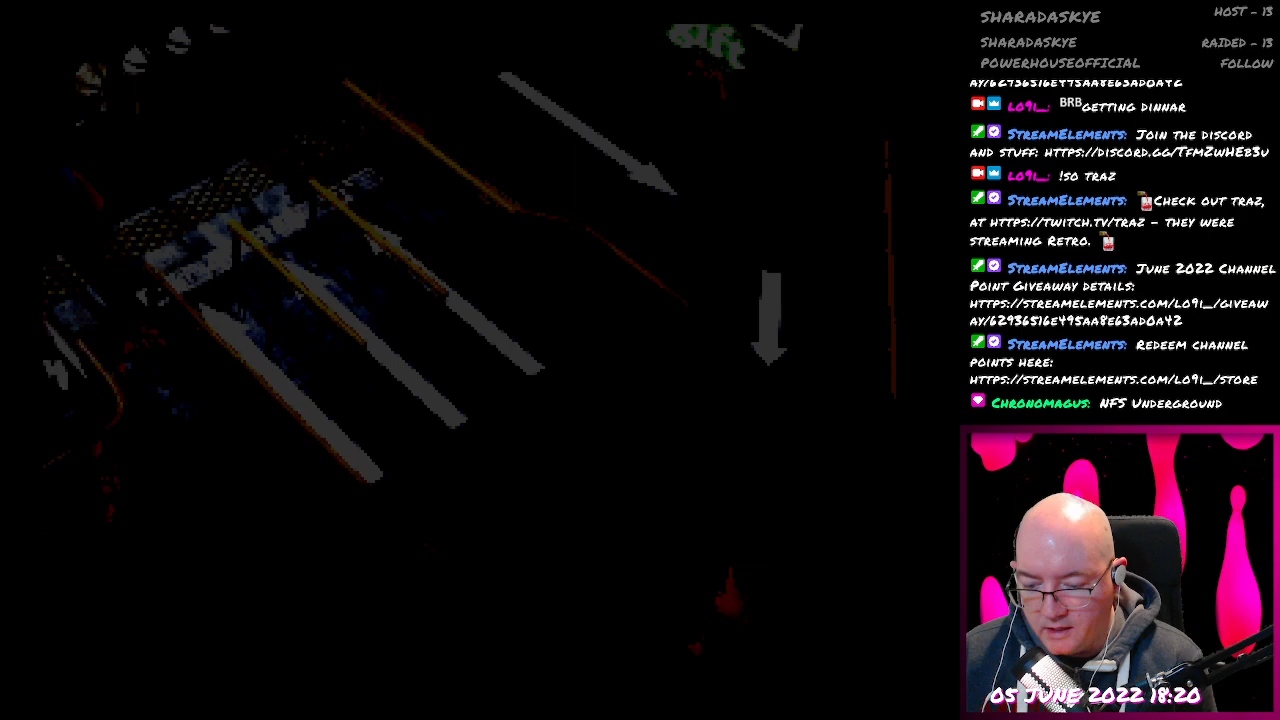 SHARADASKYE
HOST - 13
SHARADASKYE
RAIDED - 13
POWERHOUSEOFFICIAL
FOLLOW
AY/62936516E495AA8E63AD0A42
LO9I_: BRB GETTING DINNAR
STREAMELEMENTS: JOIN THE DISCORD
AND STUFF: HTTPS://DISCORD.GG/TFMZWHEZ3U
LO9I_: !SO TRAZ
STREAMELEMENTS: CHECK OUT TRAZ,
AT HTTPS://TWITCH.TV/TRAZ - THEY WERE
STREAMING RETRO.
STREAMELEMENTS: JUNE 2022 CHANNEL
POINT GIVEAWAY DETAILS:
HTTPS://STREAMELEMENTS.COM/LO9I_/GIVEAW
AY/62936516E495AA8E63AD0A42
STREAMELEMENTS: REDEEM CHANNEL
POINTS HERE:
HTTPS://STREAMELEMENTS.COM/LO9I_/STORE
CHRONOMAGUS: NFS UNDERGROUND
05 JUNE 2022 18:20